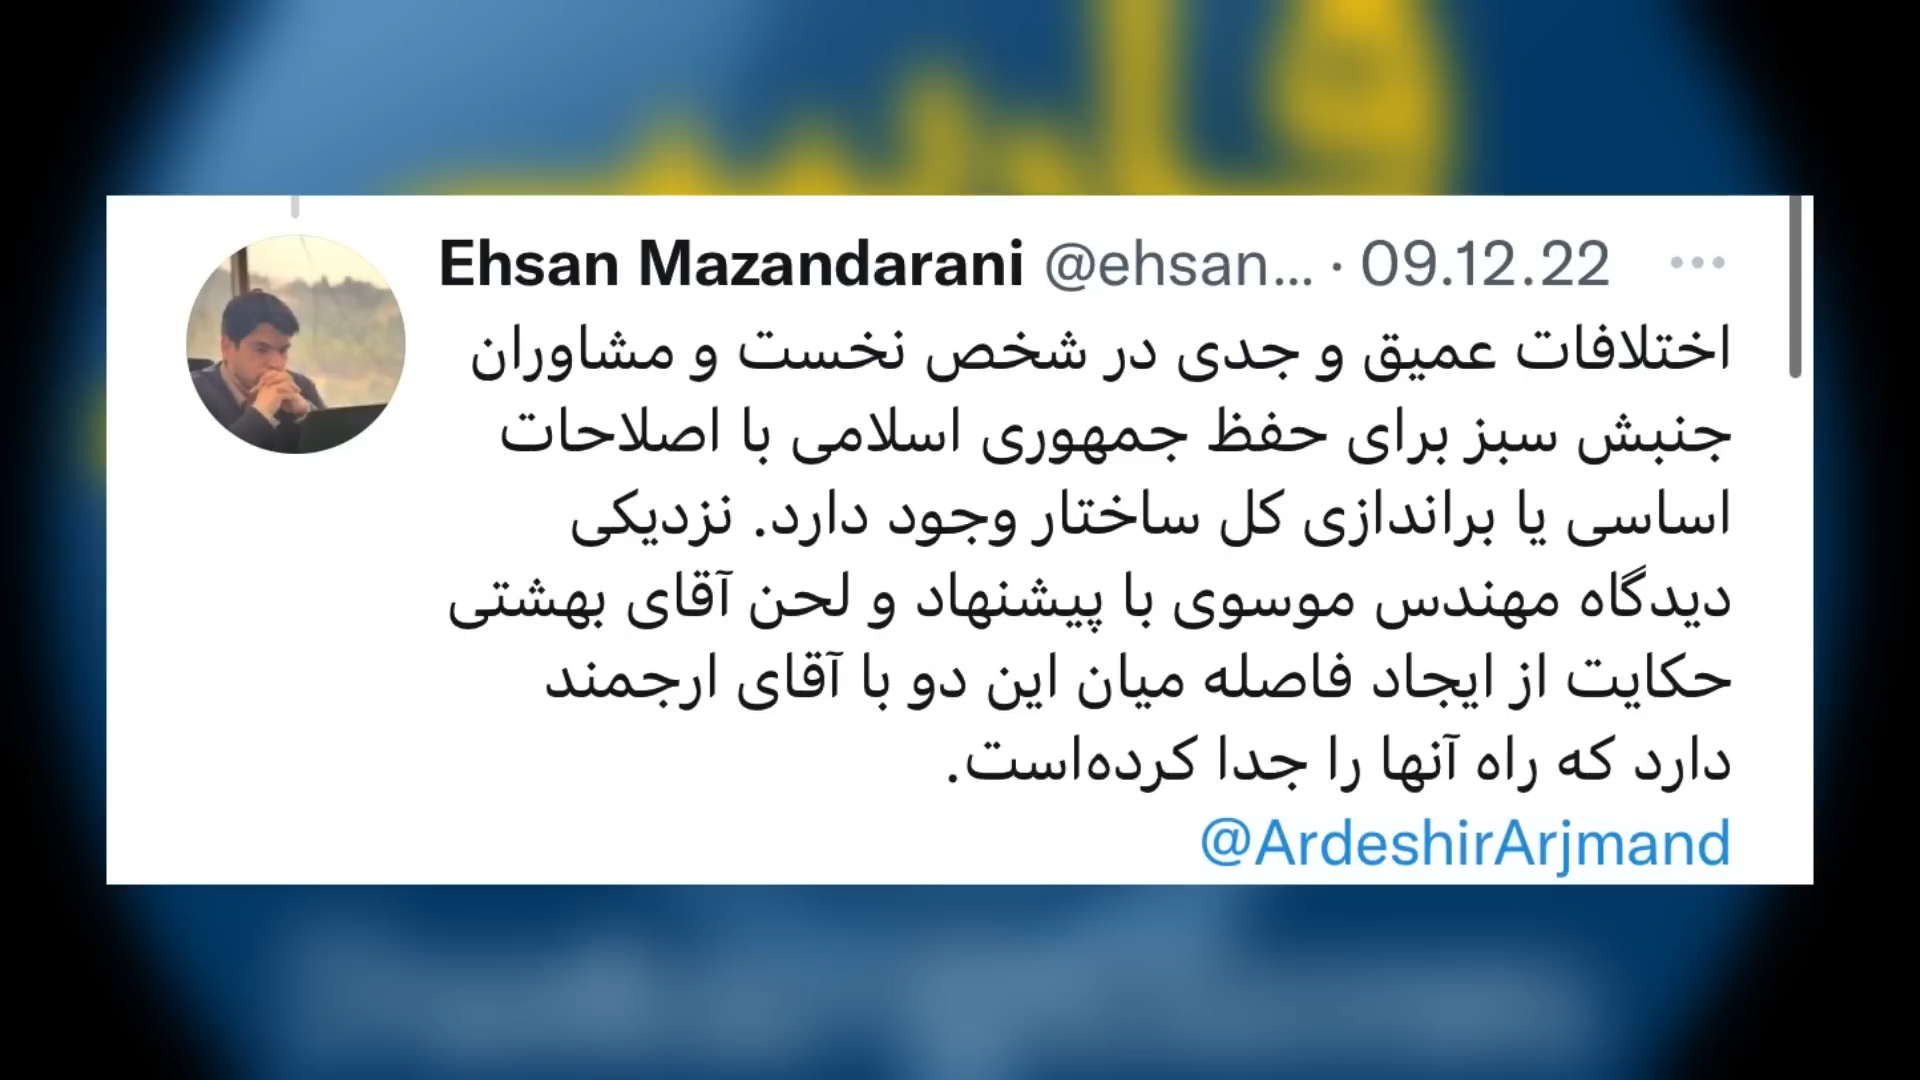 Ehsan Mazandarani @ehsan... · 09.12.22
اختلافات عمیق و جدی در شخص نخست و مشاوران
جنبش سبز برای حفظ جمهوری اسلامی با اصلاحات
اساسی یا براندازی کل ساختار وجود دارد. نزدیکی
دیدگاه مهندس موسوی با پیشنهاد و لحن آقای بهشتی
حکایت از ایجاد فاصله میان این دو با آقای ارجمند
دارد که راه آنها را جدا کرده‌است.
@ArdeshirArjmand